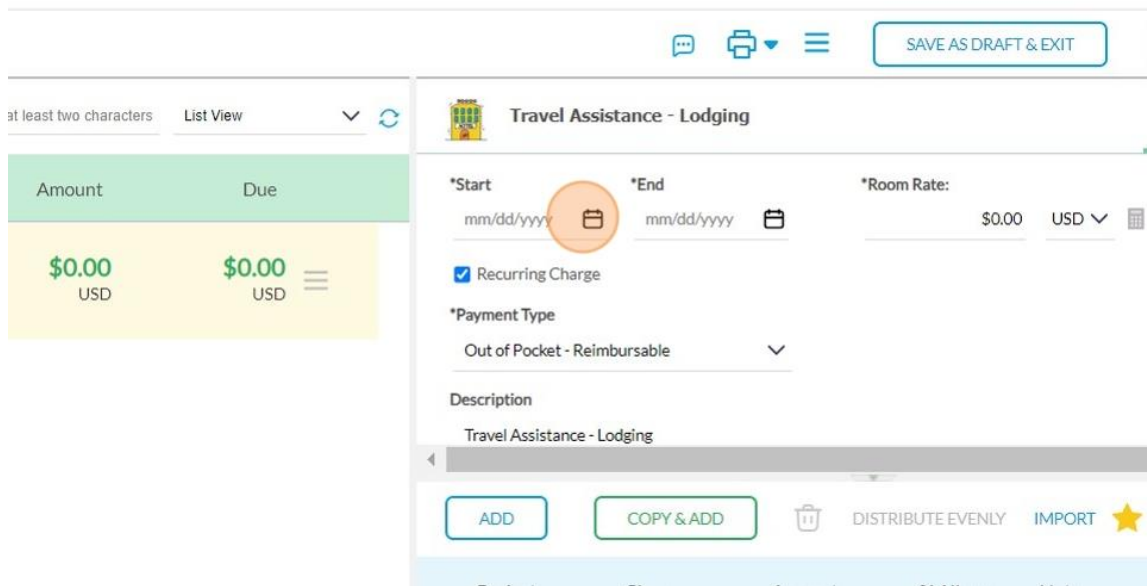 SAVE AS DRAFT & EXIT
at least two characters List View
Travel Assistance - Lodging
Amount Due
*Start *End *Room Rate:
mm/dd/yyyy mm/dd/yyyy $0.00 USD
$0.00 $0.00
USD USD
Recurring Charge
*Payment Type
Out of Pocket - Reimbursable
Description
Travel Assistance - Lodging
ADD COPY & ADD DISTRIBUTE EVENLY IMPORT